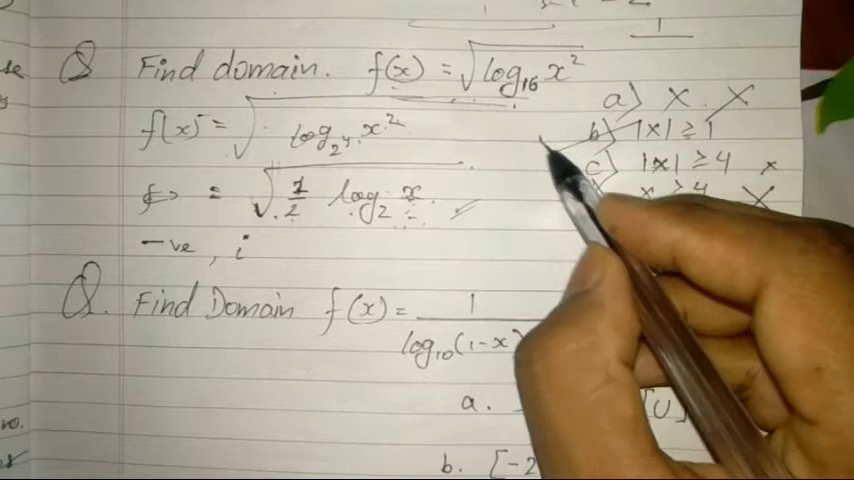 Q Find domain. f(x) = √log₁₆ x²
a) x
f(x) = √log₂⁴ x²
b) |x| ≥ 1
c) |x| ≥ 4 x
= √1/2 log₂ x
x ≥ 4
-ve, i
Q. Find Domain f(x) = 1
log₁₀(1-x)
a. [U]
b. [-2